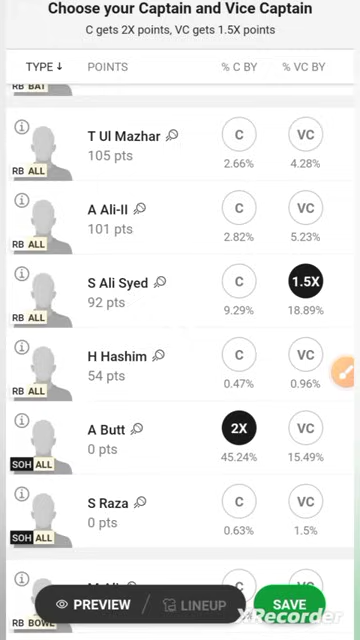 Choose your Captain and Vice Captain
C gets 2X points, VC gets 1.5X points
TYPE ↓ POINTS % C BY % VC BY
RB BAT
T Ul Mazhar
105 pts
C VC
2.66% 4.28%
RB ALL
A Ali-II
101 pts
C VC
2.82% 5.23%
RB ALL
S Ali Syed
92 pts
C 1.5X
9.29% 18.89%
RB ALL
H Hashim
54 pts
C VC
0.47% 0.96%
RB ALL
A Butt
0 pts
2X VC
45.24% 15.49%
SOH ALL
S Raza
0 pts
C VC
0.63% 1.5%
SOH ALL
C VC
RB BOWL
PREVIEW / LINEUP SAVE
XRecorder